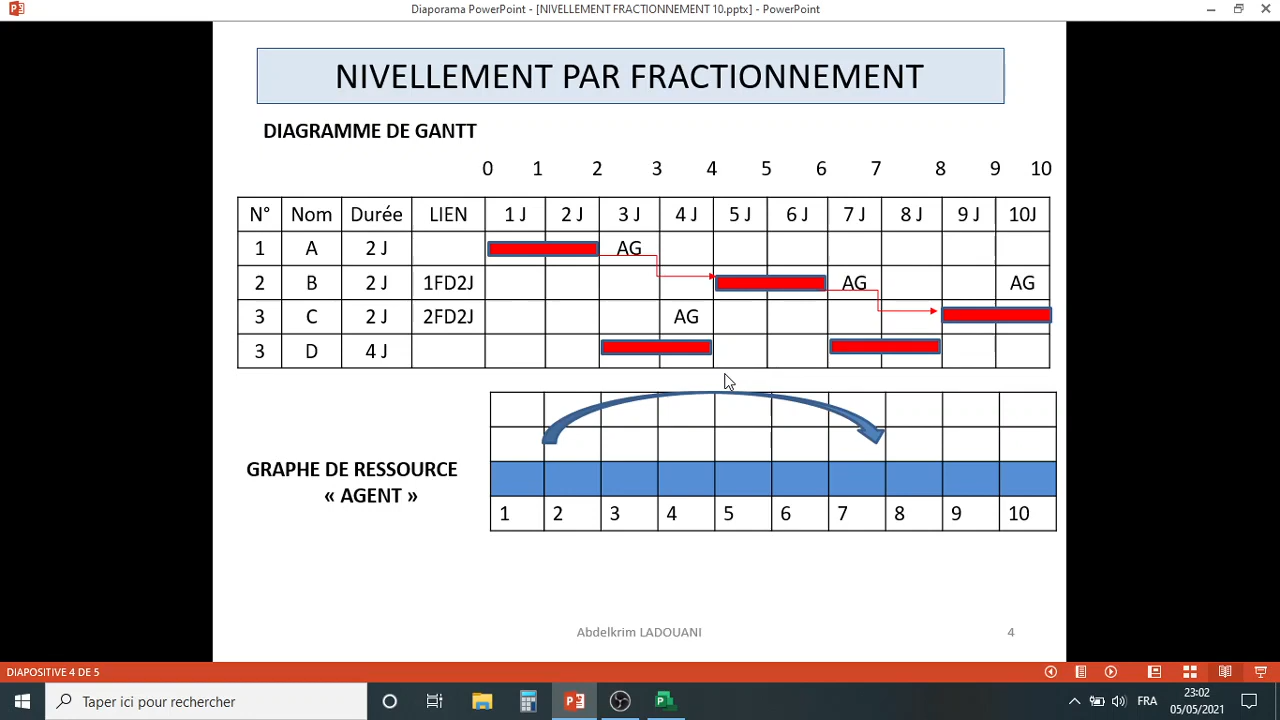 Diaporama PowerPoint - [NIVELLEMENT FRACTIONNEMENT 10.pptx] - PowerPoint
NIVELLEMENT PAR FRACTIONNEMENT
DIAGRAMME DE GANTT
0 1 2 3 4 5 6 7 8 9 10
N° Nom Durée LIEN 1 J 2 J 3 J 4 J 5 J 6 J 7 J 8 J 9 J 10J
1 A 2 J AG
2 B 2 J 1FD2J AG AG
3 C 2 J 2FD2J AG
3 D 4 J
GRAPHE DE RESSOURCE
« AGENT »
1 2 3 4 5 6 7 8 9 10
Abdelkrim LADOUANI 4
DIAPOSITIVE 4 DE 5
Taper ici pour rechercher
FRA
23:02
05/05/2021